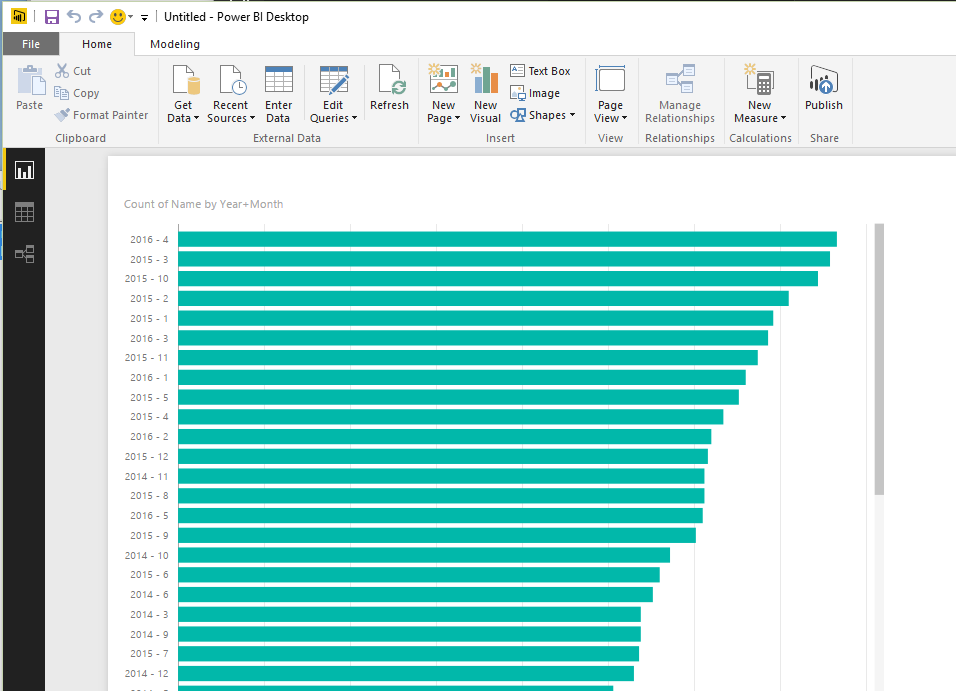 Untitled - Power BI Desktop
File Home Modeling
Paste
Cut
Copy
Format Painter
Clipboard
Get Data
Recent Sources
Enter Data
Edit Queries
External Data
Refresh
New Page
New Visual
Text Box
Image
Shapes
Insert
Page View
View
Manage Relationships
Relationships
New Measure
Calculations
Publish
Share
Count of Name by Year+Month
2016 - 4
2015 - 3
2015 - 10
2015 - 2
2015 - 1
2016 - 3
2015 - 11
2016 - 1
2015 - 5
2015 - 4
2016 - 2
2015 - 12
2014 - 11
2015 - 8
2016 - 5
2015 - 9
2014 - 10
2015 - 6
2014 - 6
2014 - 3
2014 - 9
2015 - 7
2014 - 12